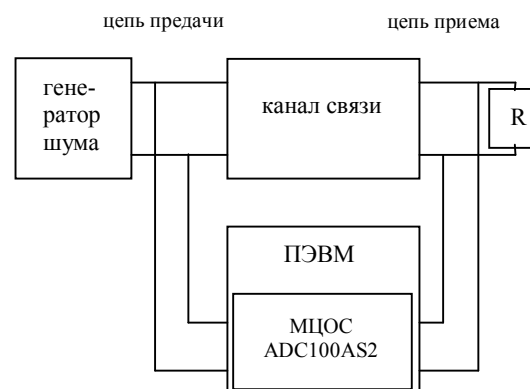 цепь предачи
цепь приема
гене-
ратор
шума
канал связи
R
ПЭВМ
МЦОС
ADC100AS2